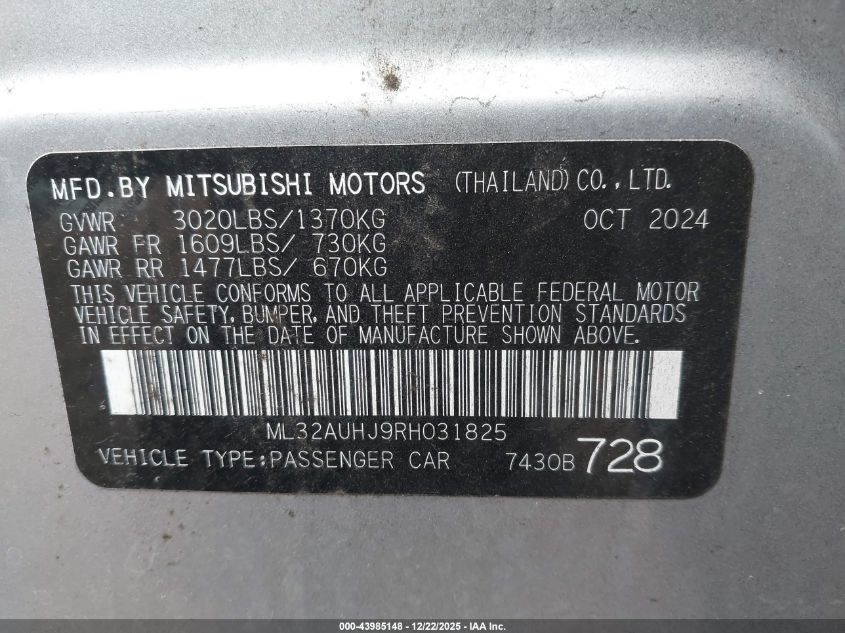 MFD.BY MITSUBISHI MOTORS (THAILAND)CO.,LTD.
GVWR 3020LBS/1370KG OCT 2024
GAWR FR 1609LBS/ 730KG
GAWR RR 1477LBS/ 670KG
THIS VEHICLE CONFORMS TO ALL APPLICABLE FEDERAL MOTOR
VEHICLE SAFETY, BUMPER, AND THEFT PREVENTION STANDARDS
IN EFFECT ON THE DATE OF MANUFACTURE SHOWN ABOVE.
ML32AUHJ9RH031825
VEHICLE TYPE:PASSENGER CAR 7430B 728
000-43985148 - 12/22/2025 - IAA Inc.